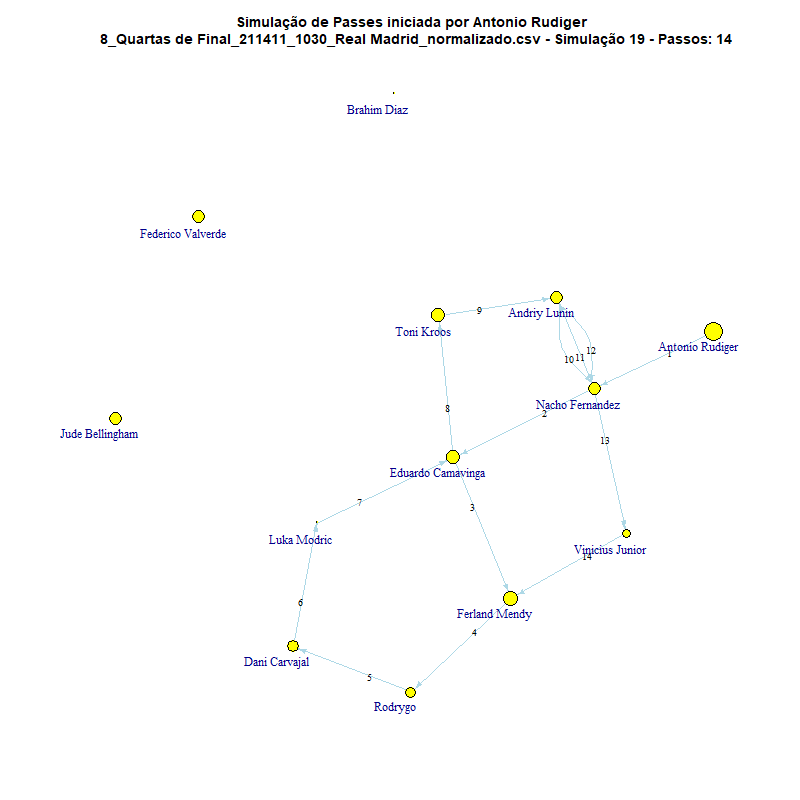 Simulação de Passes iniciada por Antonio Rudiger
8_Quartas de Final_211411_1030_Real Madrid_normalizado.csv - Simulação 19 - Passos: 14
Brahim Diaz
Federico Valverde
9
Andriy Lunin
Toni Kroos
Antonio Rudiger
12
1
11
10
Nacho Fernandez
8
2
Jude Bellingham
13
Eduardo Camavinga
7
3
Luka Modric
Vinicius Junior
14
6
Ferland Mendy
4
Dani Carvajal
5
Rodrygo